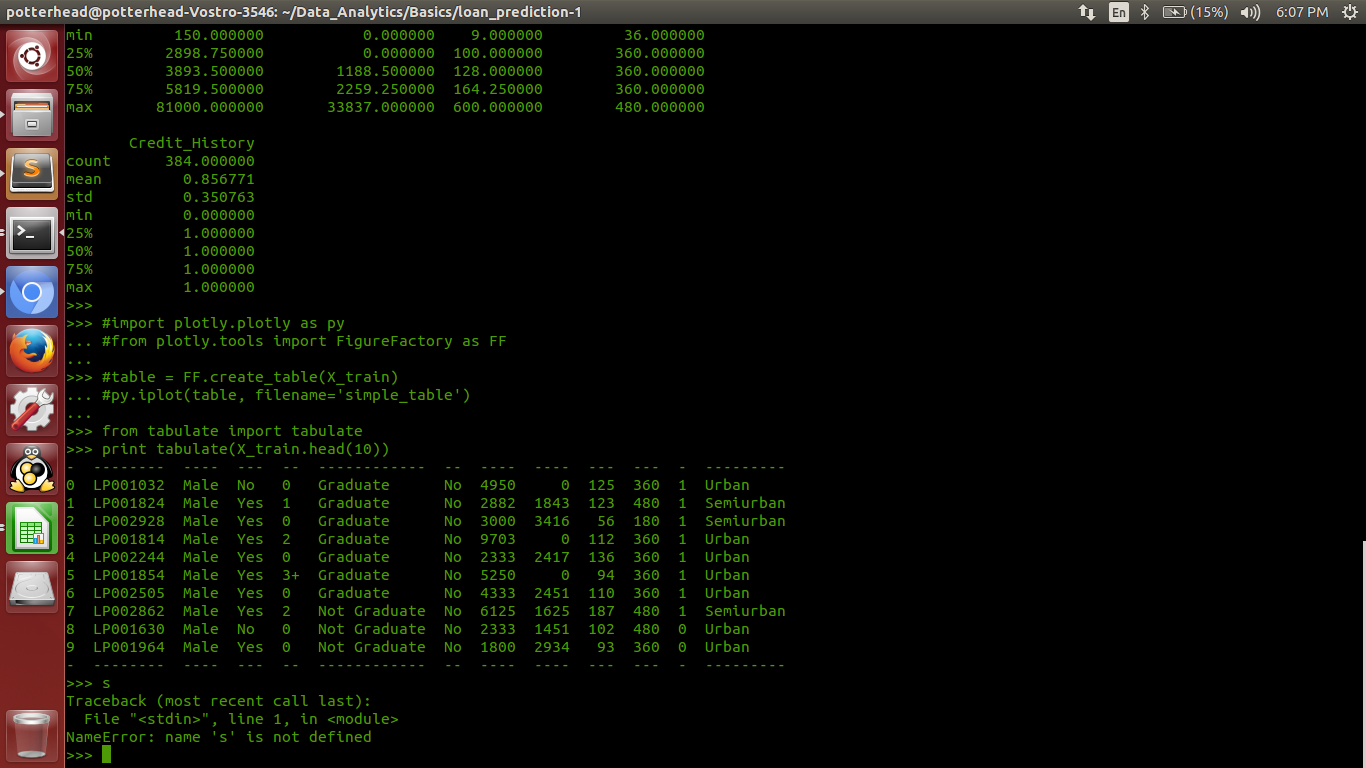 potterhead@potterhead-Vostro-3546: ~/Data_Analytics/Basics/loan_prediction-1 En (15%) 6:07 PM
min 150.000000 0.000000 9.000000 36.000000
25% 2898.750000 0.000000 100.000000 360.000000
50% 3893.500000 1188.500000 128.000000 360.000000
75% 5819.500000 2259.250000 164.250000 360.000000
max 81000.000000 33837.000000 600.000000 480.000000
Credit_History
count 384.000000
mean 0.856771
std 0.350763
min 0.000000
25% 1.000000
50% 1.000000
75% 1.000000
max 1.000000
>>>
>>> #import plotly.plotly as py
... #from plotly.tools import FigureFactory as FF
...
>>> #table = FF.create_table(X_train)
... #py.iplot(table, filename='simple_table')
...
>>> from tabulate import tabulate
>>> print tabulate(X_train.head(10))
- -------- ---- --- -- ------------ -- ---- ---- --- --- - ---------
0 LP001032 Male No 0 Graduate No 4950 0 125 360 1 Urban
1 LP001824 Male Yes 1 Graduate No 2882 1843 123 480 1 Semiurban
2 LP002928 Male Yes 0 Graduate No 3000 3416 56 180 1 Semiurban
3 LP001814 Male Yes 2 Graduate No 9703 0 112 360 1 Urban
4 LP002244 Male Yes 0 Graduate No 2333 2417 136 360 1 Urban
5 LP001854 Male Yes 3+ Graduate No 5250 0 94 360 1 Urban
6 LP002505 Male Yes 0 Graduate No 4333 2451 110 360 1 Urban
7 LP002862 Male Yes 2 Not Graduate No 6125 1625 187 480 1 Semiurban
8 LP001630 Male No 0 Not Graduate No 2333 1451 102 480 0 Urban
9 LP001964 Male Yes 0 Not Graduate No 1800 2934 93 360 0 Urban
- -------- ---- --- -- ------------ -- ---- ---- --- --- - ---------
>>> s
Traceback (most recent call last):
File "<stdin>", line 1, in <module>
NameError: name 's' is not defined
>>>